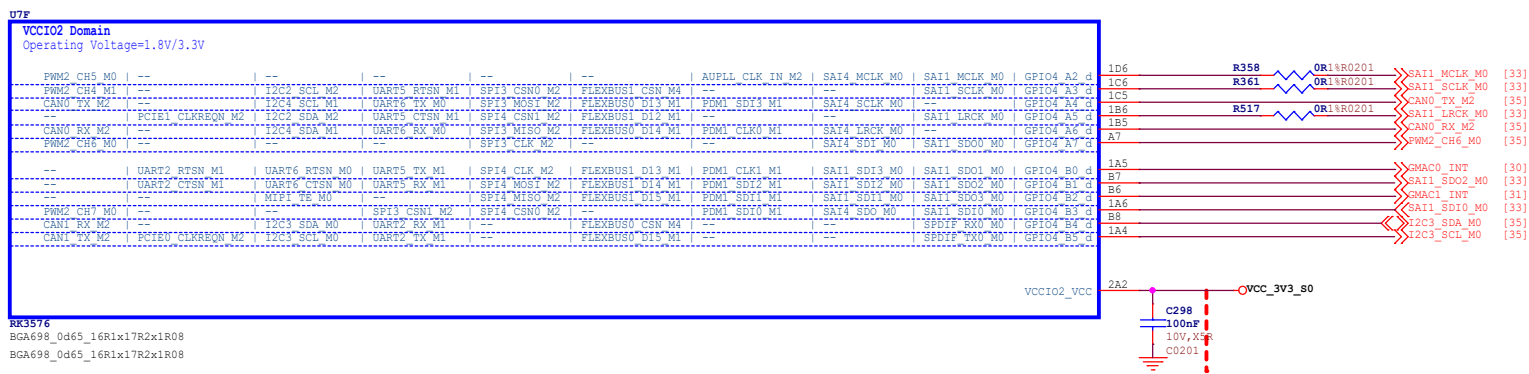 U7F
VCCIO2 Domain
Operating Voltage=1.8V/3.3V
PWM2_CH5_M0 | -- | -- | -- | -- | -- | AUPLL_CLK_IN_M2 | SAI4_MCLK_M0 | SAI1_MCLK_M0 | GPIO4_A2_d 1D6 R358 0R 1% R0201 SAI1_MCLK_M0 [33]
PWM2_CH4_M1 | -- | I2C2_SCL_M2 | UART5_RTSN_M1 | SPI3_CSN0_M2 | FLEXBUS1_CSN_M4 | -- | -- | SAI1_SCLK_M0 | GPIO4_A3_d 1C6 R361 0R 1% R0201 SAI1_SCLK_M0 [33]
CAN0_TX_M2 | -- | I2C4_SCL_M1 | UART6_TX_M0 | SPI3_MOSI_M2 | FLEXBUS0_D13_M1 | PDM1_SDI3_M1 | SAI4_SCLK_M0 | -- | GPIO4_A4_d 1C5 CAN0_TX_M2 [35]
-- | PCIE1_CLKREQN_M2 | I2C2_SDA_M2 | UART5_CTSN_M1 | SPI4_CSN1_M2 | FLEXBUS1_D12_M1 | -- | -- | SAI1_LRCK_M0 | GPIO4_A5_d 1B6 R517 0R 1% R0201 SAI1_LRCK_M0 [33]
CAN0_RX_M2 | -- | I2C4_SDA_M1 | UART6_RX_M0 | SPI3_MISO_M2 | FLEXBUS0_D14_M1 | PDM1_CLK0_M1 | SAI4_LRCK_M0 | -- | GPIO4_A6_d 1B5 CAN0_RX_M2 [35]
PWM2_CH6_M0 | -- | -- | -- | SPI3_CLK_M2 | -- | -- | SAI4_SDI_M0 | SAI1_SDO0_M0 | GPIO4_A7_d A7 PWM2_CH6_M0 [35]
-- | UART2_RTSN_M1 | UART6_RTSN_M0 | UART5_TX_M1 | SPI4_CLK_M2 | FLEXBUS1_D13_M1 | PDM1_CLK1_M1 | SAI1_SDI3_M0 | SAI1_SDO1_M0 | GPIO4_B0_d 1A5 GMAC0_INT [30]
-- | UART2_CTSN_M1 | UART6_CTSN_M0 | UART5_RX_M1 | SPI4_MOSI_M2 | FLEXBUS1_D14_M1 | PDM1_SDI2_M1 | SAI1_SDI2_M0 | SAI1_SDO2_M0 | GPIO4_B1_d B7 SAI1_SDO2_M0 [33]
-- | -- | MIPI_TE_M0 | -- | SPI4_MISO_M2 | FLEXBUS1_D15_M1 | PDM1_SDI1_M1 | SAI1_SDI1_M0 | SAI1_SDO3_M0 | GPIO4_B2_d B6 GMAC1_INT [31]
PWM2_CH7_M0 | -- | -- | SPI3_CSN1_M2 | SPI4_CSN0_M2 | -- | PDM1_SDI0_M1 | SAI4_SDO_M0 | SAI1_SDI0_M0 | GPIO4_B3_d 1A6 SAI1_SDI0_M0 [33]
CAN1_RX_M2 | -- | I2C3_SDA_M0 | UART2_RX_M1 | -- | FLEXBUS0_CSN_M4 | -- | -- | SPDIF_RX0_M0 | GPIO4_B4_d B8 I2C3_SDA_M0 [35]
CAN1_TX_M2 | PCIE0_CLKREQN_M2 | I2C3_SCL_M0 | UART2_TX_M1 | -- | FLEXBUS0_D15_M1 | -- | -- | SPDIF_TX0_M0 | GPIO4_B5_d 1A4 I2C3_SCL_M0 [35]
VCCIO2_VCC 2A2 VCC_3V3_S0
C298
100nF
10V,X5R
C0201
RK3576
BGA698_0d65_16R1x17R2x1R08
BGA698_0d65_16R1x17R2x1R08